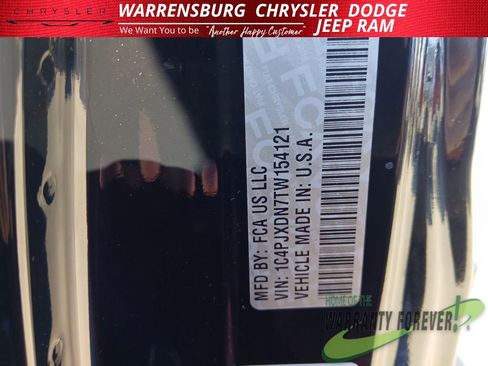 WARRENSBURG CHRYSLER DODGE
CHRYSLER
We Want You to be "Another Happy Customer" JEEP RAM
MFD BY: FCA US LLC
VIN: 1C4PJXDN7TW154121
VEHICLE MADE IN: U.S.A.
HOME OF THE
WARRANTY FOREVER!